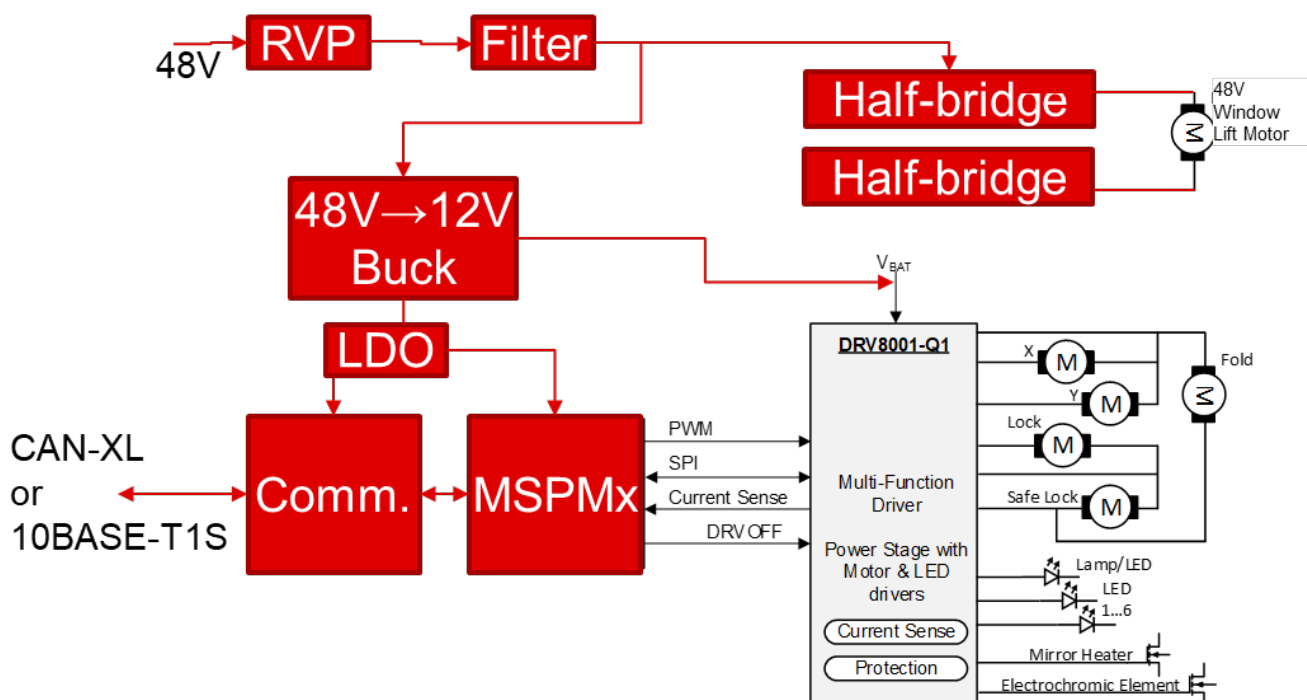 48V
RVP
Filter
Half-bridge
Half-bridge
48V
Window
Lift Motor
M
48V→12V
Buck
LDO
V_BAT
DRV8001-Q1
X
M
Y
M
Fold
M
Lock
M
Safe Lock
M
CAN-XL
or
10BASE-T1S
Comm.
MSPMx
PWM
SPI
Current Sense
DRV OFF
Multi-Function
Driver
Power Stage with
Motor & LED
drivers
Current Sense
Protection
Lamp/LED
LED
1...6
Mirror Heater
Electrochromic Element